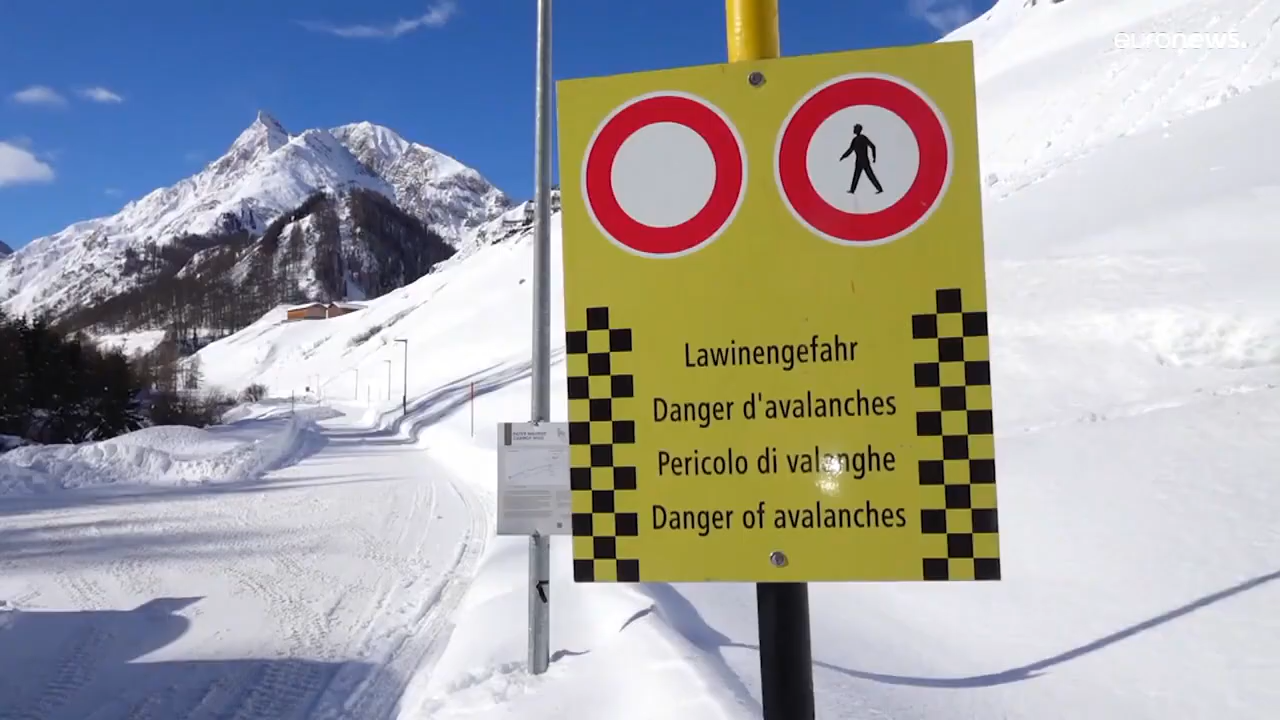 euronews.
Lawinengefahr
Danger d'avalanches
Pericolo di valanghe
Danger of avalanches